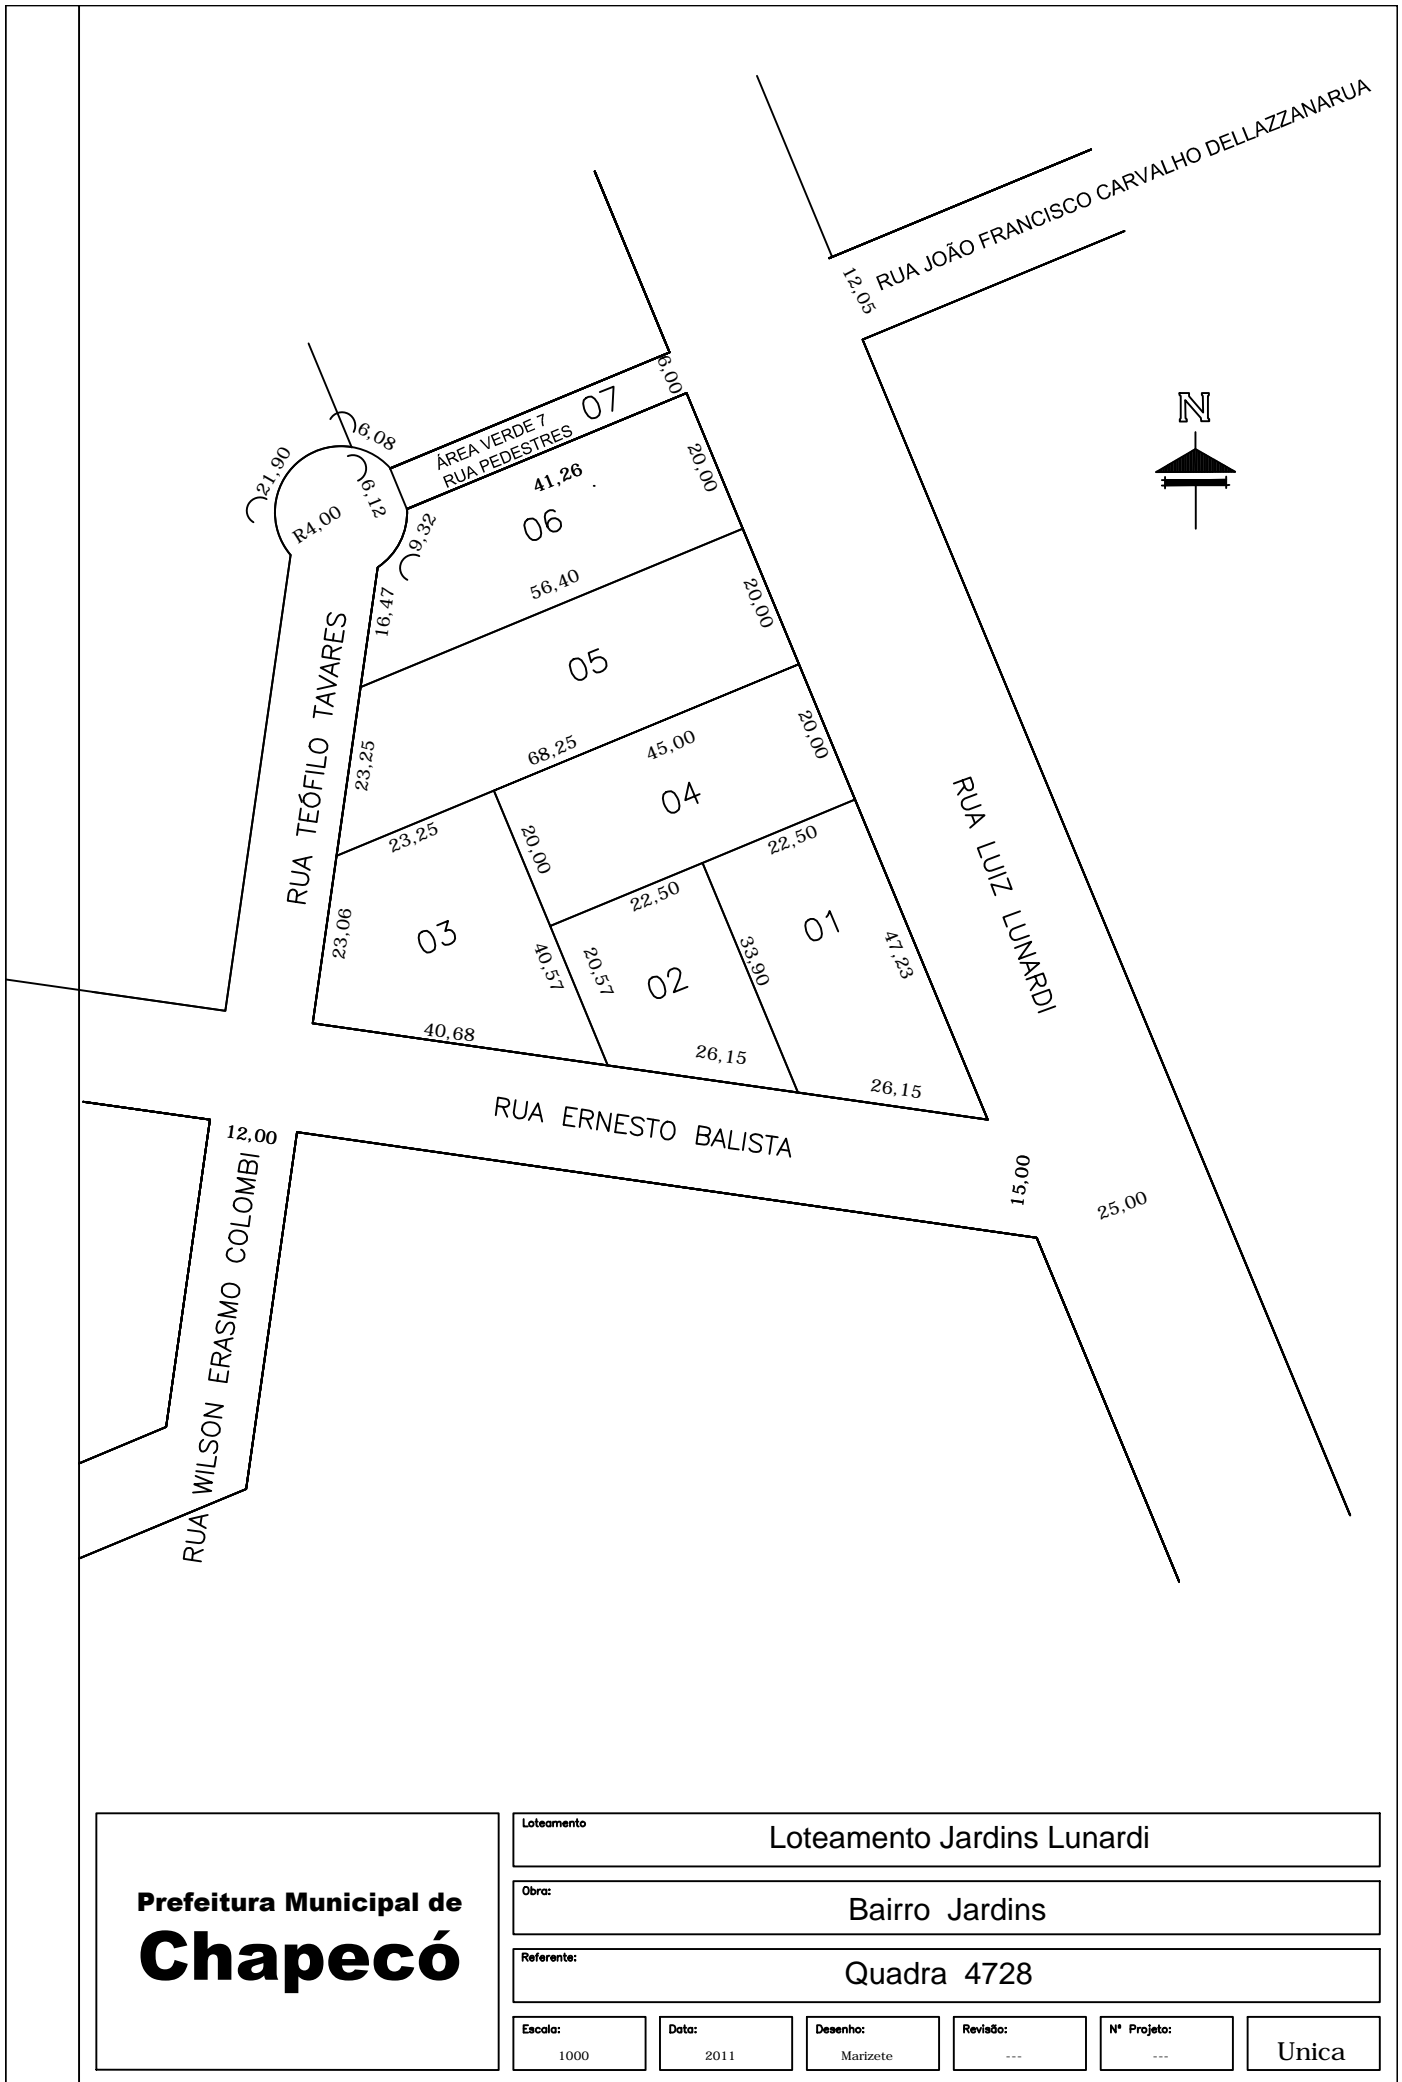 RUA JOÃO FRANCISCO CARVALHO DELLAZZANARUA
12,05
6,00
N
07
ÁREA VERDE 7
RUA PEDESTRES
6,08
21,90
6,12
R4,00
9,32
41,26
20,00
06
56,40
16,47
20,00
05
RUA TEÓFILO TAVARES
23,25
68,25
45,00
20,00
04
23,25
20,00
22,50
22,50
RUA LUIZ LUNARDI
03
23,06
40,57
20,57
02
33,90
01
47,23
40,68
26,15
26,15
RUA ERNESTO BALISTA
12,00
15,00
25,00
RUA WILSON ERASMO COLOMBI
Prefeitura Municipal de
Chapecó
Loteamento
Loteamento Jardins Lunardi
Obra:
Bairro Jardins
Referente:
Quadra 4728
Escala:
1000
Data:
2011
Desenho:
Marizete
Revisão:
---
Nº Projeto:
---
Unica